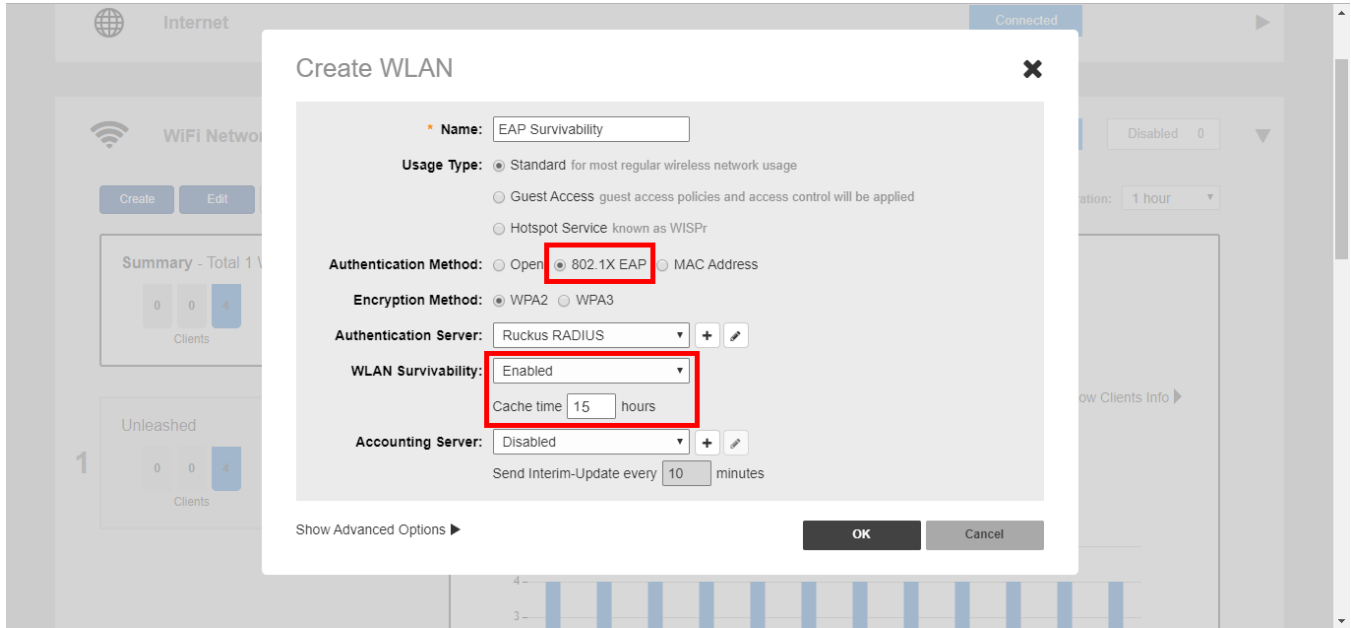 Internet
Connected
Create WLAN
* Name: EAP Survivability
WiFi Networ
Disabled 0
Usage Type: Standard for most regular wireless network usage
Create Edit
Guest Access guest access policies and access control will be applied
ation: 1 hour
Hotspot Service known as WISPr
Summary - Total 1 W
Authentication Method: Open 802.1X EAP MAC Address
0 0 4
Encryption Method: WPA2 WPA3
Clients
Authentication Server: Ruckus RADIUS
WLAN Survivability: Enabled
Cache time 15 hours
ow Clients Info
Unleashed
Accounting Server: Disabled
1
0 0 4
Send Interim-Update every 10 minutes
Clients
Show Advanced Options
OK Cancel
4
3